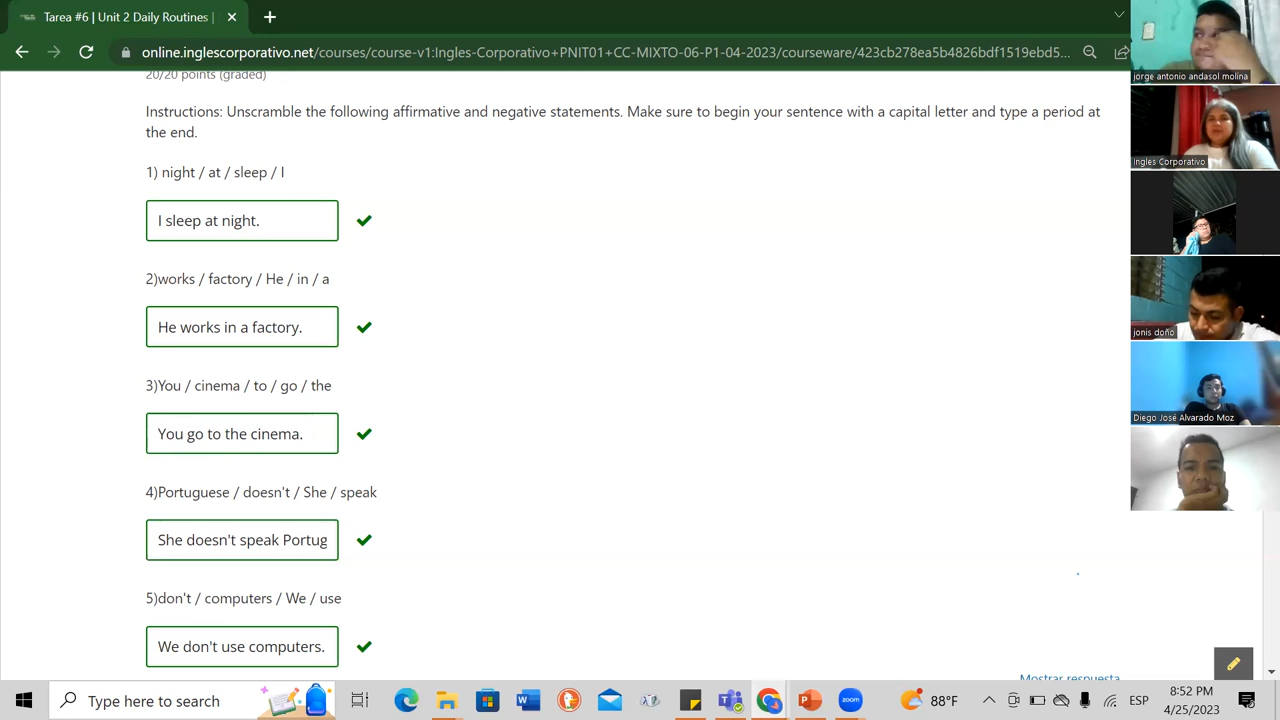 Tarea #6 | Unit 2 Daily Routines |
online.inglescorporativo.net/courses/course-v1:Ingles-Corporativo+PNIT01+CC-MIXTO-06-P1-04-2023/courseware/423cb278ea5b4826bdf1519ebd5...
20/20 points (graded)
Instructions: Unscramble the following affirmative and negative statements. Make sure to begin your sentence with a capital letter and type a period at
the end.
1) night / at / sleep / I
I sleep at night.
2)works / factory / He / in / a
He works in a factory.
3)You / cinema / to / go / the
You go to the cinema.
4)Portuguese / doesn't / She / speak
She doesn't speak Portug
5)don't / computers / We / use
We don't use computers.
Mostrar respuesta
jorge antonio andasol molina
Ingles Corporativo
jonis doño
Diego José Alvarado Moz
Type here to search
88°F
ESP
8:52 PM
4/25/2023